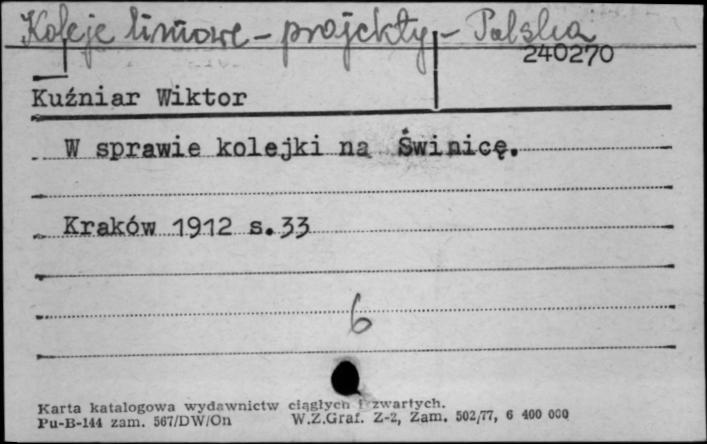 Koleje linowe - projekty - Polska
240270
Kuźniar Wiktor
W sprawie kolejki na Świnicę.
Kraków 1912 s.33
6
Karta katalogowa wydawnictw ciągłych i zwartych.
Pu-B-144 zam. 567/DW/On W.Z.Graf. Z-2, Zam. 502/77, 6 400 000